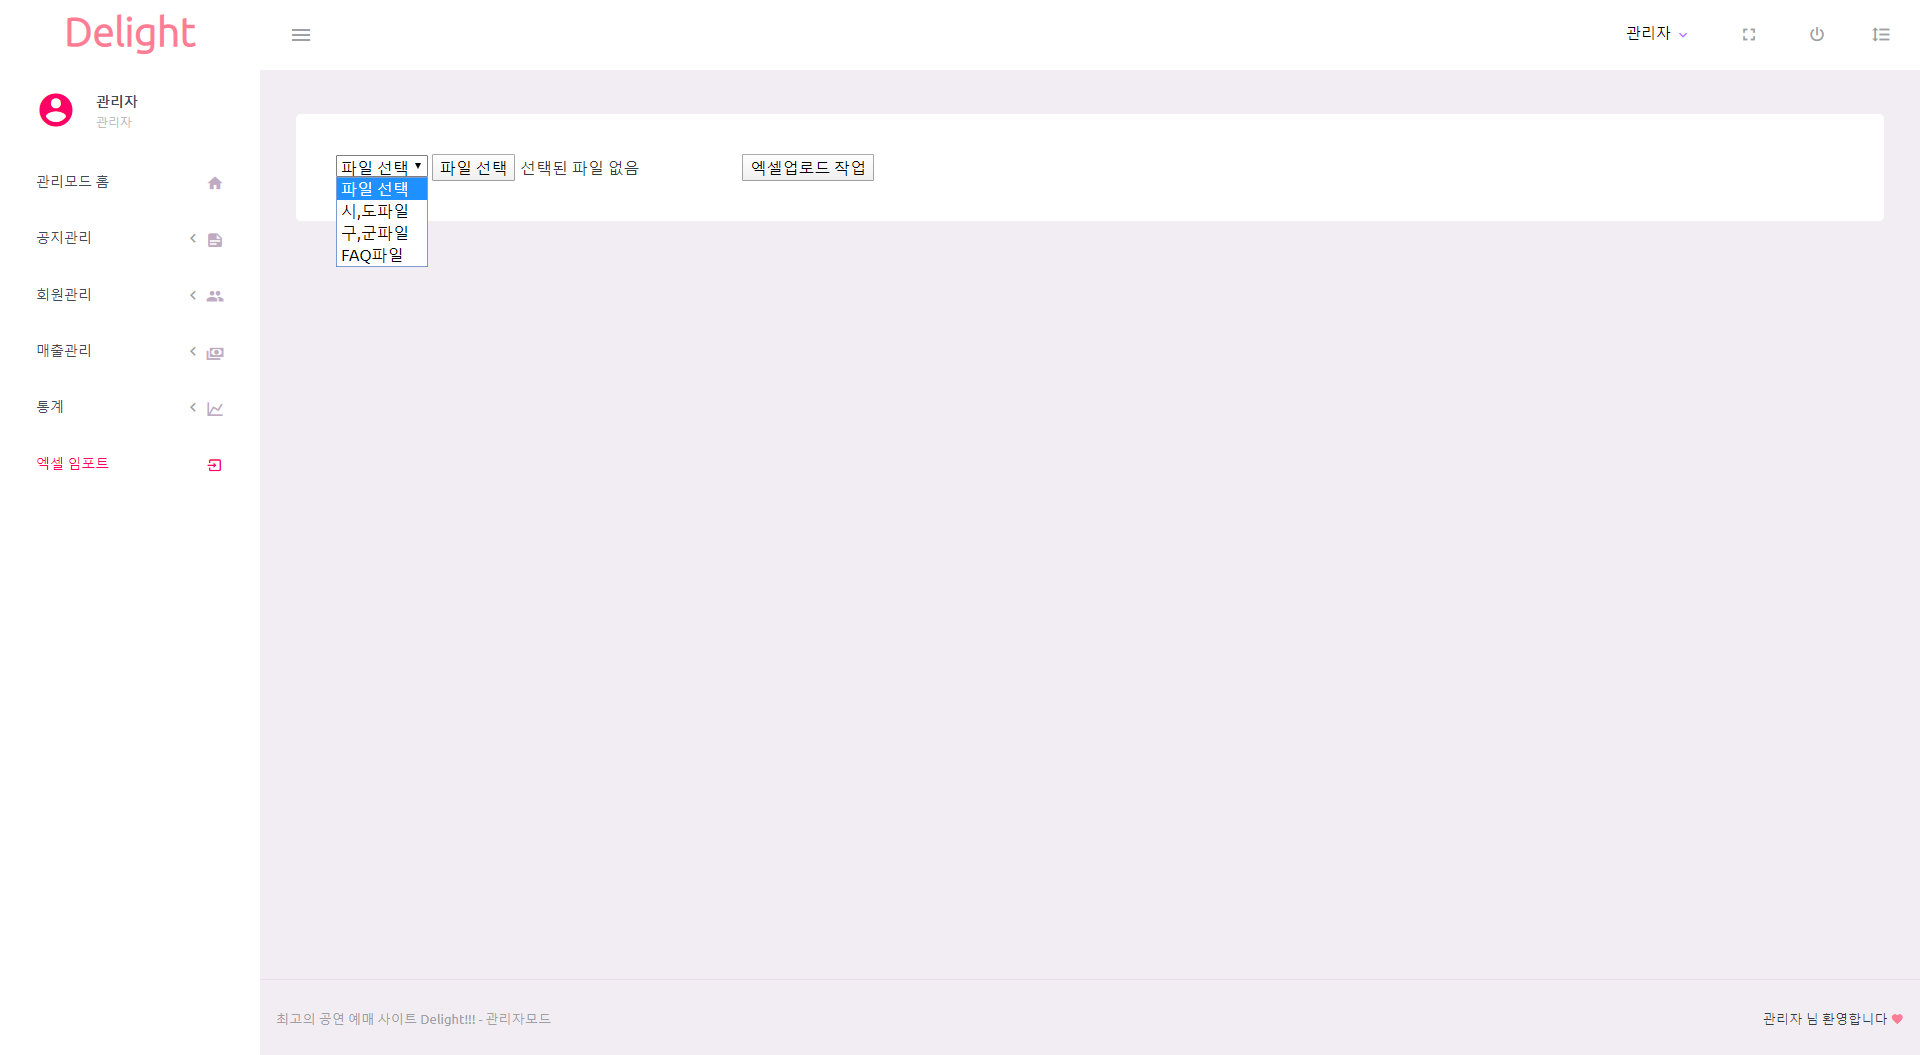 Delight
관리자
관리자
관리자
관리모드 홈
공지관리
회원관리
매출관리
통계
엑셀 임포트
파일 선택 파일 선택 선택된 파일 없음 엑셀업로드 작업
파일 선택
시,도파일
구,군파일
FAQ파일
최고의 공연 예매 사이트 Delight!!! - 관리자모드
관리자 님 환영합니다